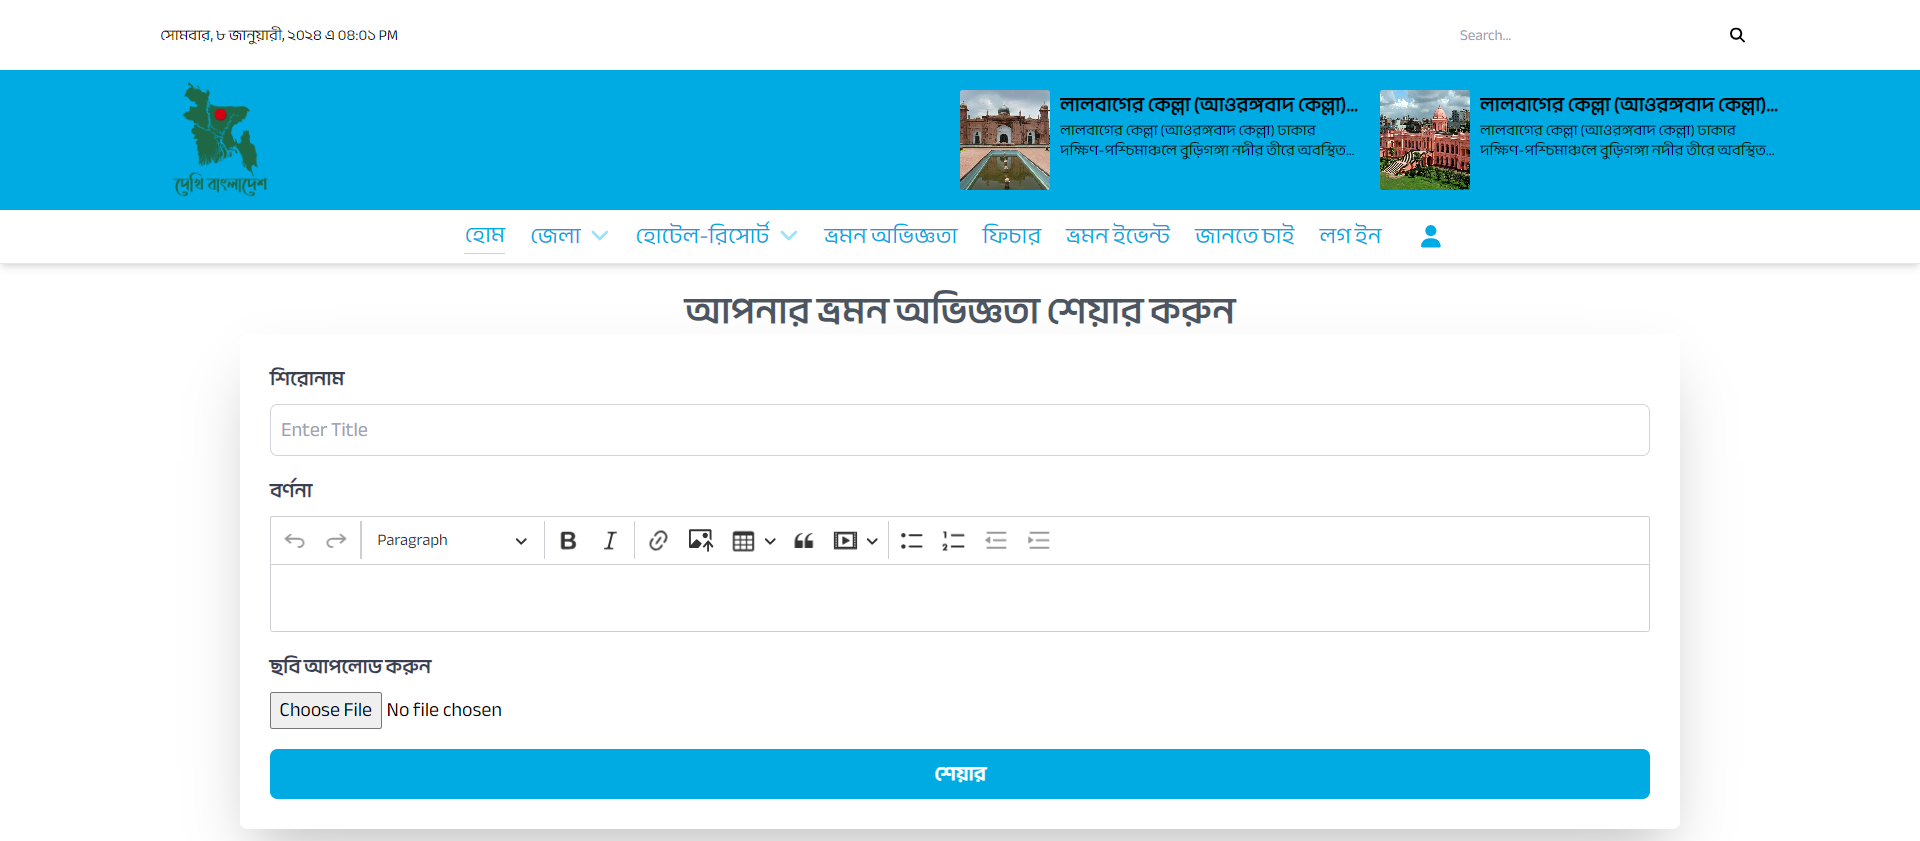 সোমবার, ৮ জানুয়ারী, ২০২৪ এ 08:0১ PM
Search...
দেখি বাংলাদেশ
লালবাগের কেল্লা (আওরঙ্গবাদ কেল্লা)...
লালবাগের কেল্লা (আওরঙ্গবাদ কেল্লা) ঢাকার
দক্ষিণ-পশ্চিমাঞ্চলে বুড়িগঙ্গা নদীর তীরে অবস্থিত...
লালবাগের কেল্লা (আওরঙ্গবাদ কেল্লা)...
লালবাগের কেল্লা (আওরঙ্গবাদ কেল্লা) ঢাকার
দক্ষিণ-পশ্চিমাঞ্চলে বুড়িগঙ্গা নদীর তীরে অবস্থিত...
হোম জেলা হোটেল-রিসোর্ট ভ্রমন অভিজ্ঞতা ফিচার ভ্রমন ইভেন্ট জানতে চাই লগ ইন
আপনার ভ্রমন অভিজ্ঞতা শেয়ার করুন
শিরোনাম
Enter Title
বর্ণনা
Paragraph
ছবি আপলোড করুন
Choose File No file chosen
শেয়ার